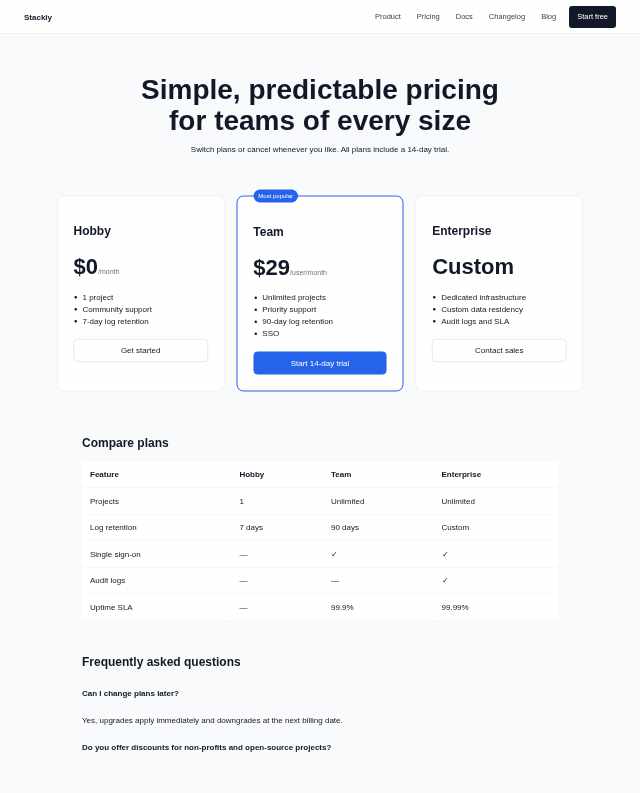 Stackly
Product Pricing Docs Changelog Blog Start free
Simple, predictable pricing
for teams of every size
Switch plans or cancel whenever you like. All plans include a 14-day trial.
Hobby
$0/month
• 1 project
• Community support
• 7-day log retention
Get started
Most popular
Team
$29/user/month
• Unlimited projects
• Priority support
• 90-day log retention
• SSO
Start 14-day trial
Enterprise
Custom
• Dedicated infrastructure
• Custom data residency
• Audit logs and SLA
Contact sales
Compare plans
Feature Hobby Team Enterprise
Projects 1 Unlimited Unlimited
Log retention 7 days 90 days Custom
Single sign-on — ✓ ✓
Audit logs — — ✓
Uptime SLA — 99.9% 99.99%
Frequently asked questions
Can I change plans later?
Yes, upgrades apply immediately and downgrades at the next billing date.
Do you offer discounts for non-profits and open-source projects?